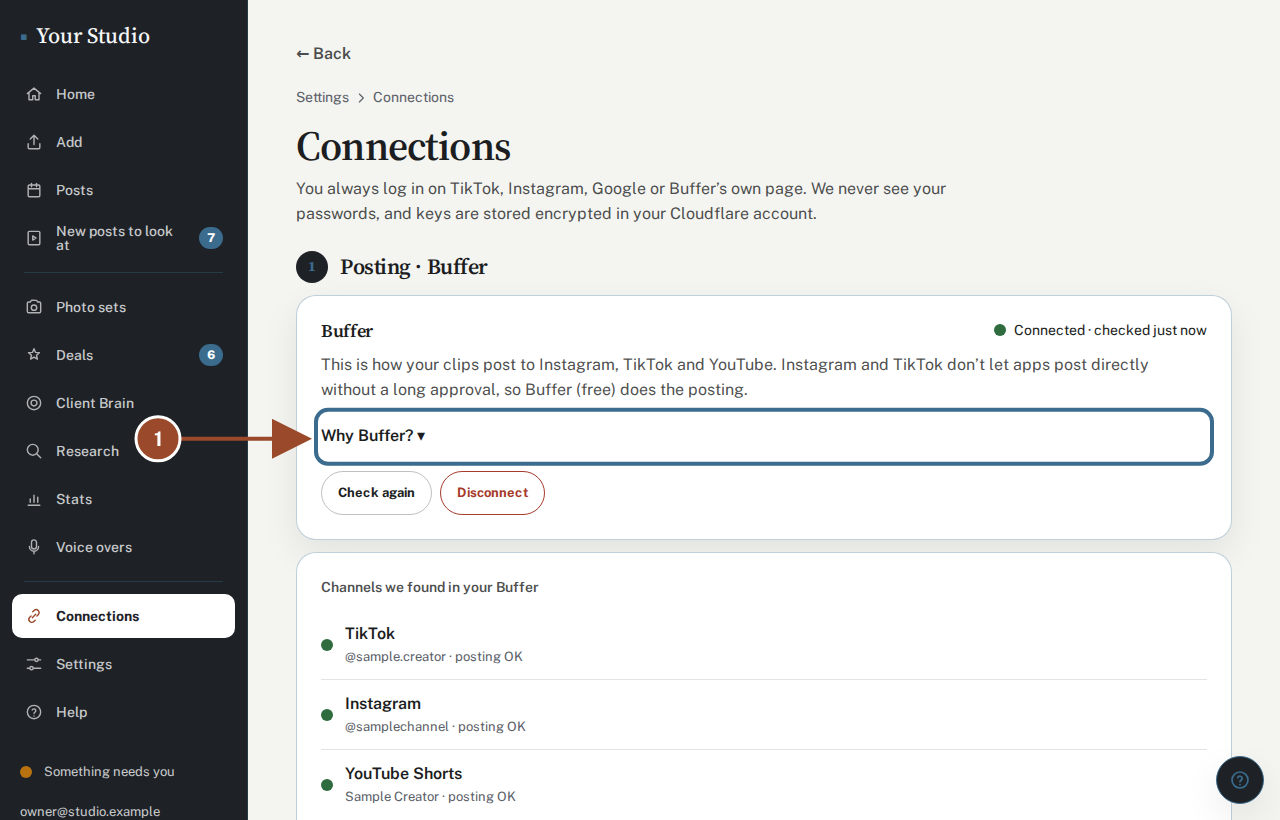 Your Studio
Home
Add
Posts
New posts to look
at
7
Photo sets
Deals
6
Client Brain
Research
Stats
Voice overs
Connections
Settings
Help
Something needs you
owner@studio.example
← Back
Settings > Connections
Connections
You always log in on TikTok, Instagram, Google or Buffer’s own page. We never see your
passwords, and keys are stored encrypted in your Cloudflare account.
1 Posting · Buffer
Buffer
Connected · checked just now
This is how your clips post to Instagram, TikTok and YouTube. Instagram and TikTok don’t let apps post directly
without a long approval, so Buffer (free) does the posting.
1
Why Buffer? ▾
Check again
Disconnect
Channels we found in your Buffer
TikTok
@sample.creator · posting OK
Instagram
@samplechannel · posting OK
YouTube Shorts
Sample Creator · posting OK